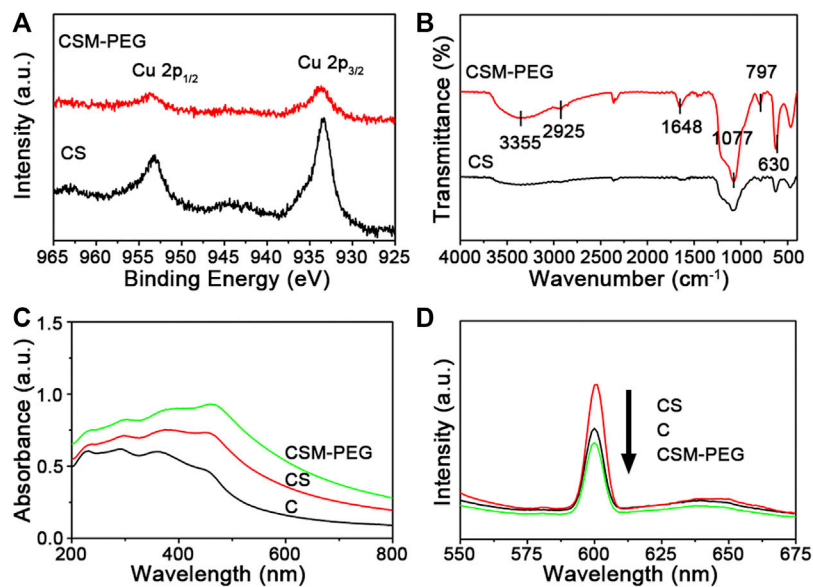 A
CSM-PEG
Cu 2p1/2
Cu 2p3/2
CS
Intensity (a.u.)
965 960 955 950 945 940 935 930 925
Binding Energy (eV)
B
CSM-PEG
797
3355
2925
1648
1077
CS
630
Transmittance (%)
4000 3500 3000 2500 2000 1500 1000 500
Wavenumber (cm-1)
C
1.5
1.0
0.5
0.0
Absorbance (a.u.)
CSM-PEG
CS
C
200 400 600 800
Wavelength (nm)
D
CS
C
CSM-PEG
Intensity (a.u.)
550 575 600 625 650 675
Wavelength (nm)